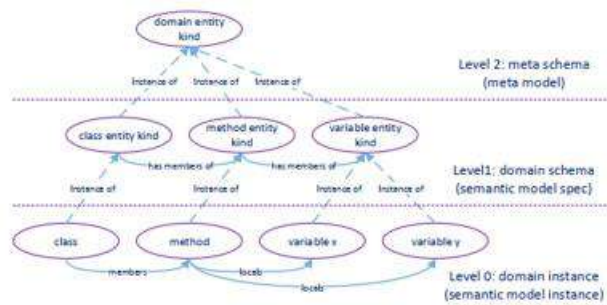 domain entity
kind
Level 2: meta schema
(meta model)
Instance of
Instance of
Instance of
class entity kind
method entity
kind
variable entity
kind
has members of
has members of
Level1: domain schema
(semantic model spec)
Instance of
Instance of
Instance of
Instance of
class
method
variable x
variable y
members
locals
locals
Level 0: domain instance
(semantic model instance)